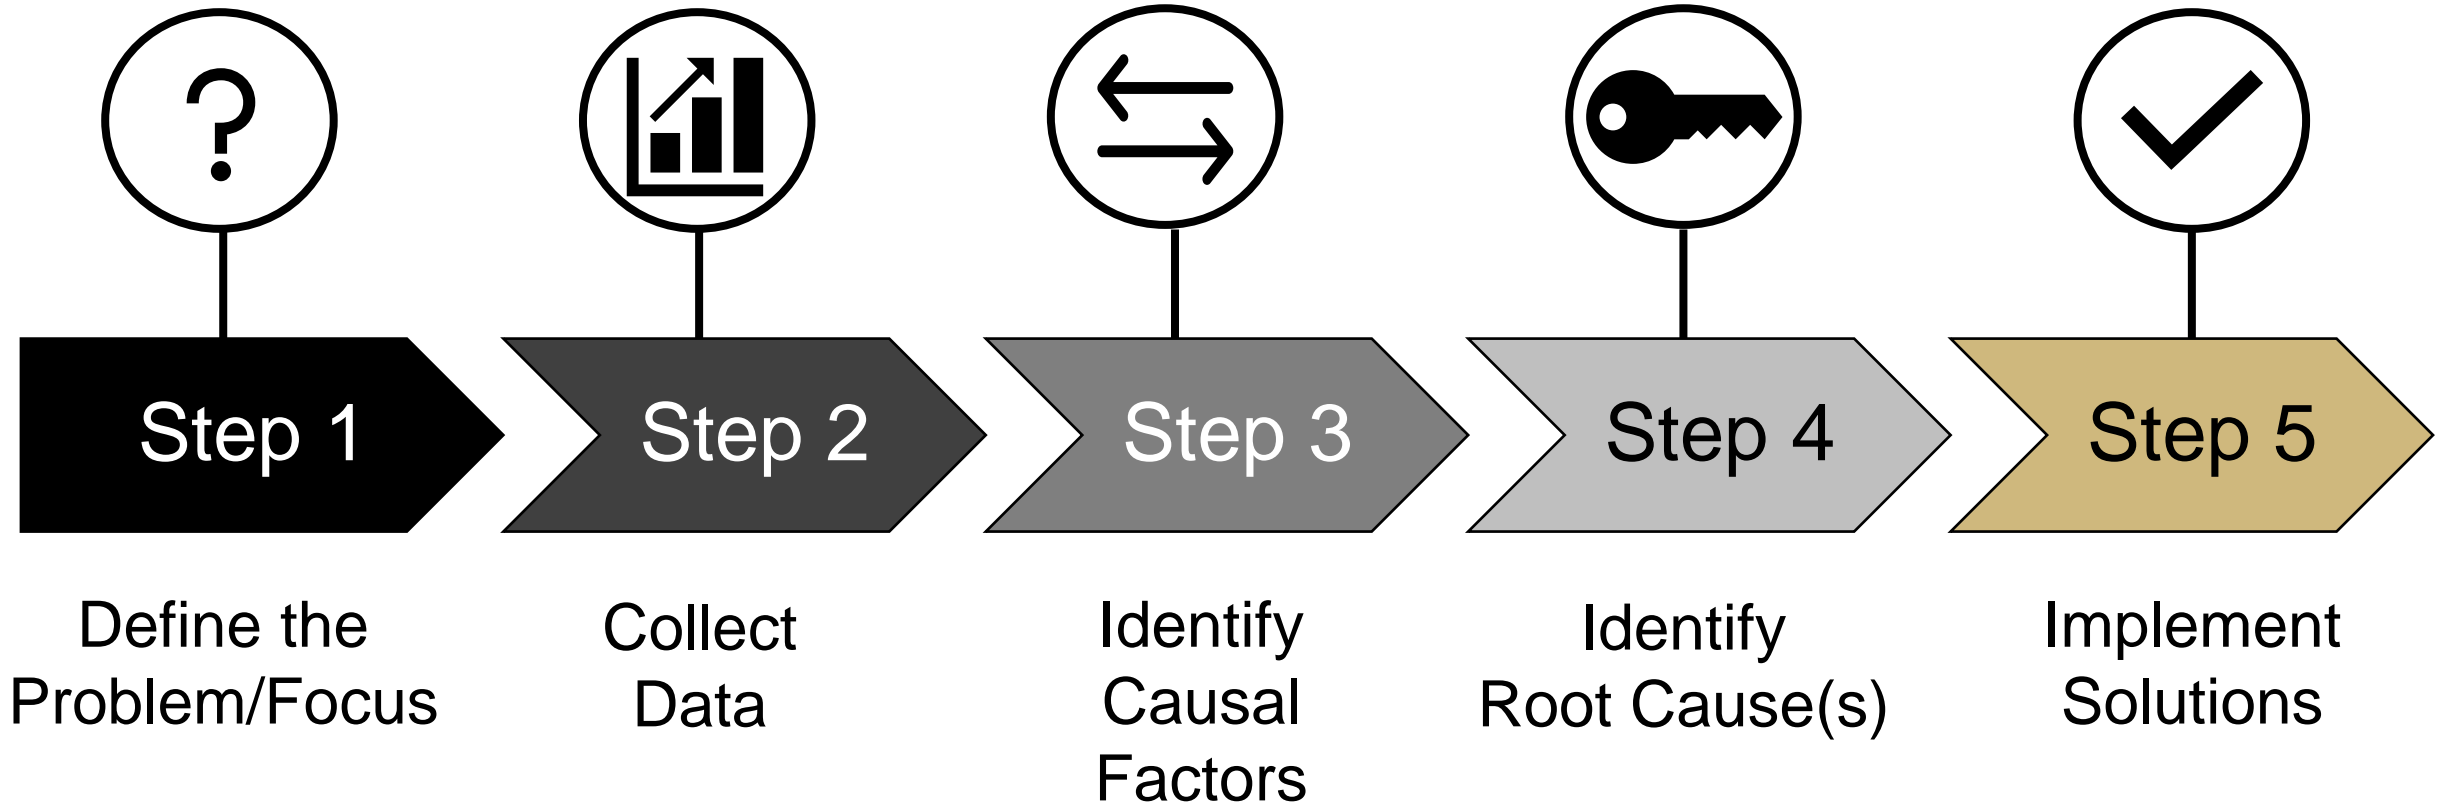 Step 1
Step 2
Step 3
Step 4
Step 5
Define the
Problem/Focus
Collect
Data
Identify
Causal
Factors
Identify
Root Cause(s)
Implement
Solutions